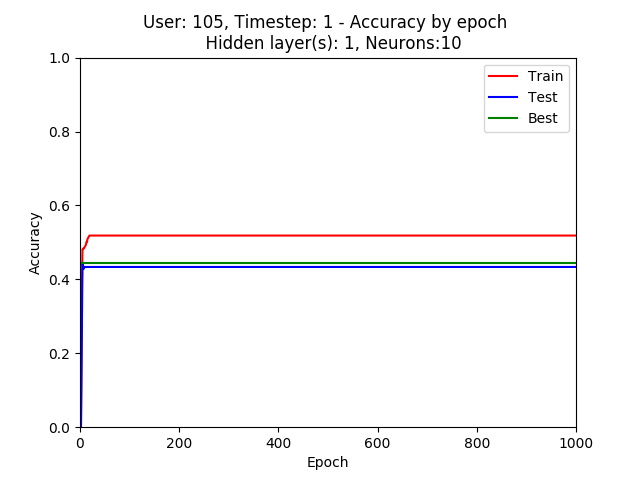 User: 105, Timestep: 1 - Accuracy by epoch
Hidden layer(s): 1, Neurons:10
1.0
0.8
0.6
0.4
0.2
0.0
Accuracy
Train
Test
Best
0
200
400
600
800
1000
Epoch